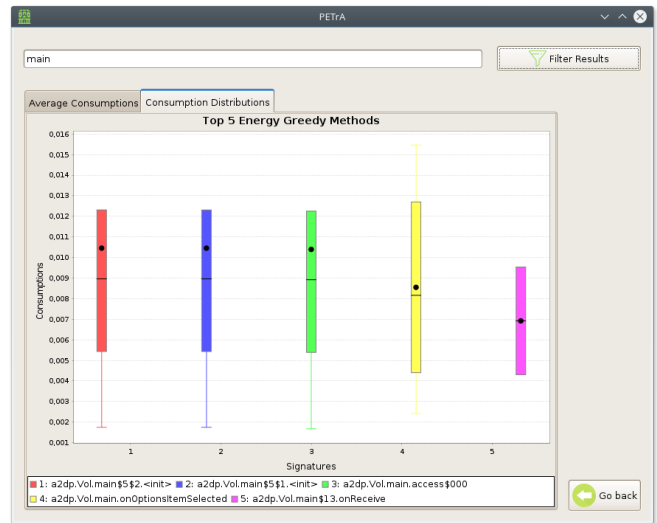 PETrA
main
Filter Results
Average Consumptions
Consumption Distributions
Top 5 Energy Greedy Methods
0,016
0,015
0,014
0,013
0,012
0,011
0,010
0,009
0,008
0,007
0,006
0,005
0,004
0,003
0,002
0,001
Consumptions
1 2 3 4 5
Signatures
1: a2dp.Vol.main$5$2.<init> 2: a2dp.Vol.main$5$1.<init> 3: a2dp.Vol.main.access$000
4: a2dp.Vol.main.onOptionsItemSelected 5: a2dp.Vol.main$13.onReceive
Go back